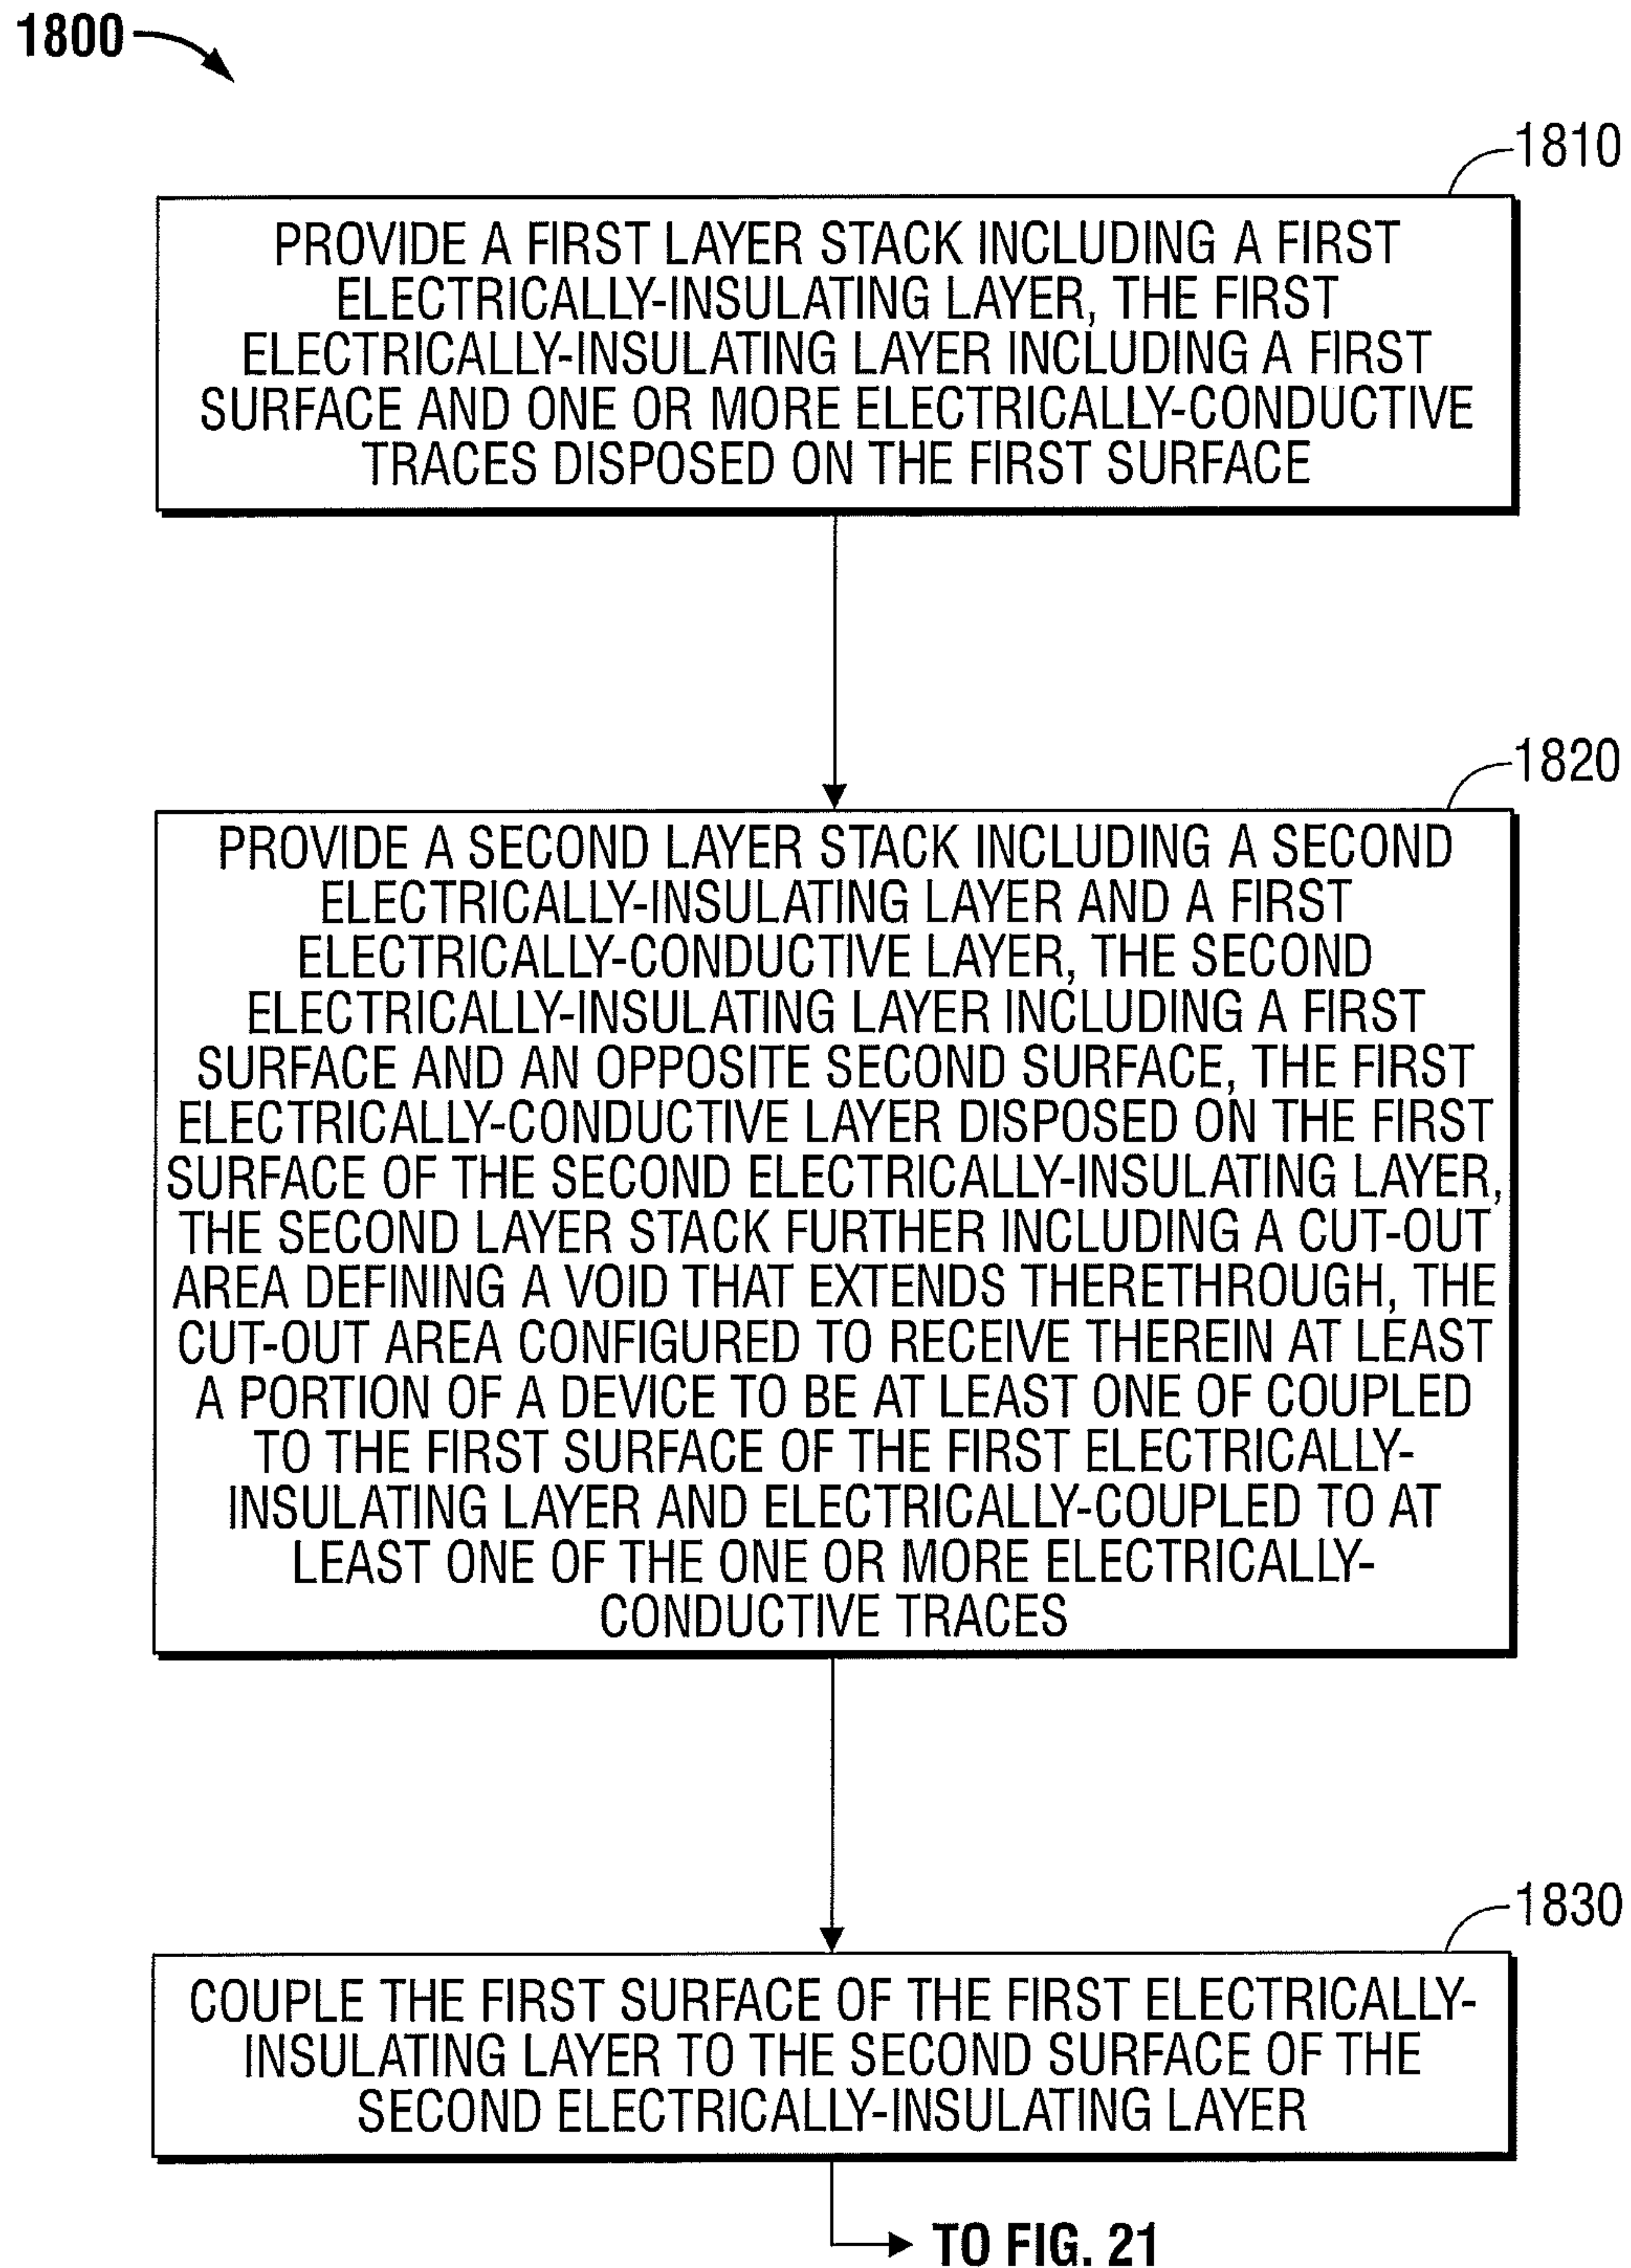 1800
1810
PROVIDE A FIRST LAYER STACK INCLUDING A FIRST
ELECTRICALLY-INSULATING LAYER, THE FIRST
ELECTRICALLY-INSULATING LAYER INCLUDING A FIRST
SURFACE AND ONE OR MORE ELECTRICALLY-CONDUCTIVE
TRACES DISPOSED ON THE FIRST SURFACE
1820
PROVIDE A SECOND LAYER STACK INCLUDING A SECOND
ELECTRICALLY-INSULATING LAYER AND A FIRST
ELECTRICALLY-CONDUCTIVE LAYER, THE SECOND
ELECTRICALLY-INSULATING LAYER INCLUDING A FIRST
SURFACE AND AN OPPOSITE SECOND SURFACE, THE FIRST
ELECTRICALLY-CONDUCTIVE LAYER DISPOSED ON THE FIRST
SURFACE OF THE SECOND ELECTRICALLY-INSULATING LAYER,
THE SECOND LAYER STACK FURTHER INCLUDING A CUT-OUT
AREA DEFINING A VOID THAT EXTENDS THERETHROUGH, THE
CUT-OUT AREA CONFIGURED TO RECEIVE THEREIN AT LEAST
A PORTION OF A DEVICE TO BE AT LEAST ONE OF COUPLED
TO THE FIRST SURFACE OF THE FIRST ELECTRICALLY-
INSULATING LAYER AND ELECTRICALLY-COUPLED TO AT
LEAST ONE OF THE ONE OR MORE ELECTRICALLY-
CONDUCTIVE TRACES
1830
COUPLE THE FIRST SURFACE OF THE FIRST ELECTRICALLY-
INSULATING LAYER TO THE SECOND SURFACE OF THE
SECOND ELECTRICALLY-INSULATING LAYER
TO FIG. 21